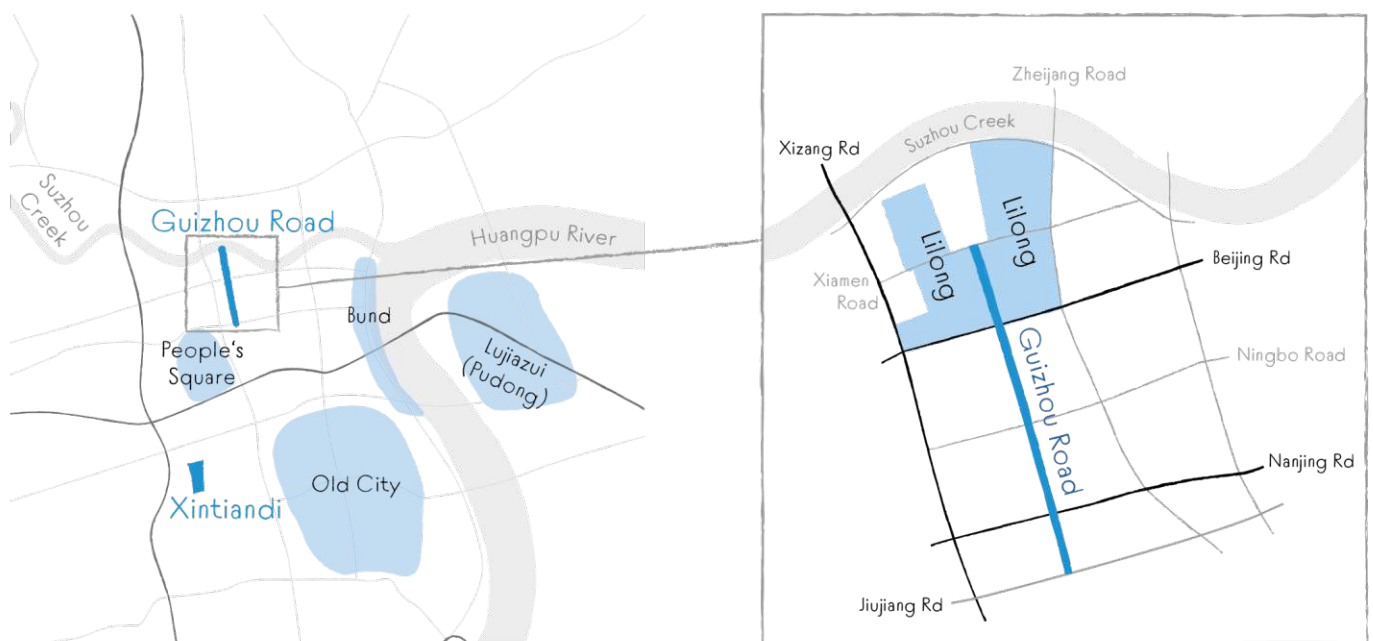 Suzhou
Creek
Guizhou Road
Huangpu River
Bund
People's
Square
Lujiazui
(Pudong)
Old City
Xintiandi
Zheijang Road
Suzhou Creek
Xizang Rd
Lilong
Lilong
Xiamen
Road
Beijing Rd
Guizhou Road
Ningbo Road
Nanjing Rd
Jiujiang Rd